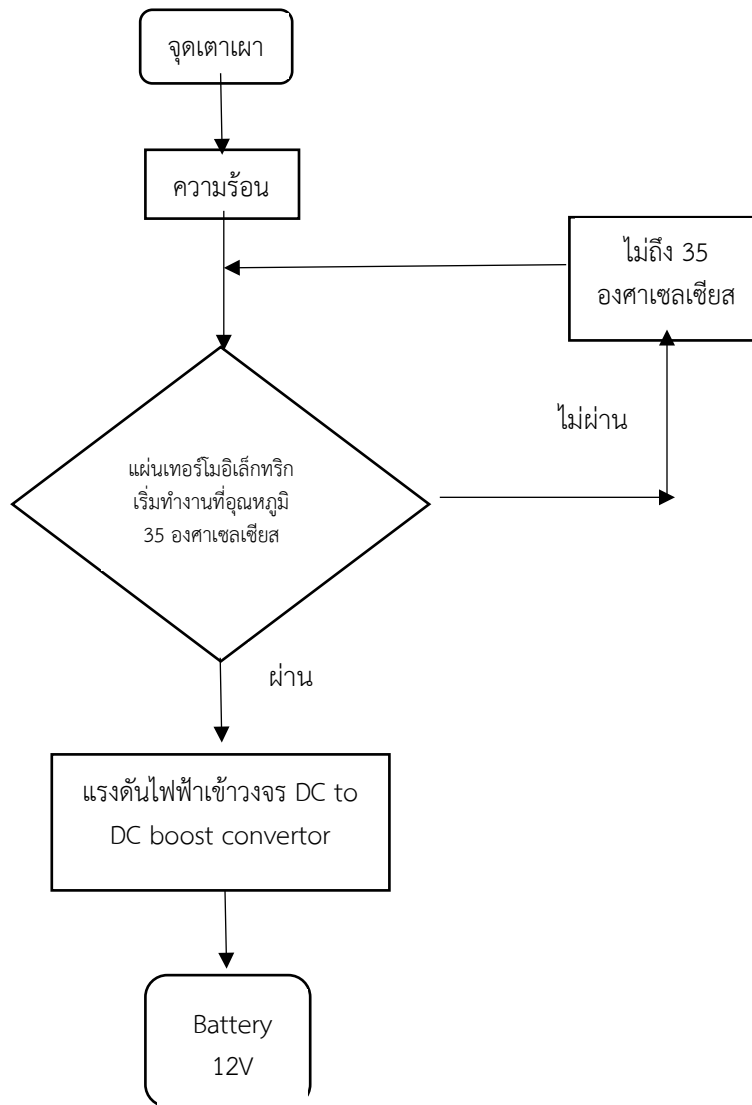 จุดเตาเผา
ความร้อน
ไม่ถึง 35
องศาเซลเซียส
ไม่ผ่าน
แผ่นเทอร์โมอิเล็กทริก
เริ่มทำงานที่อุณหภูมิ
35 องศาเซลเซียส
ผ่าน
แรงดันไฟฟ้าเข้าวงจร DC to
DC boost convertor
Battery
12V